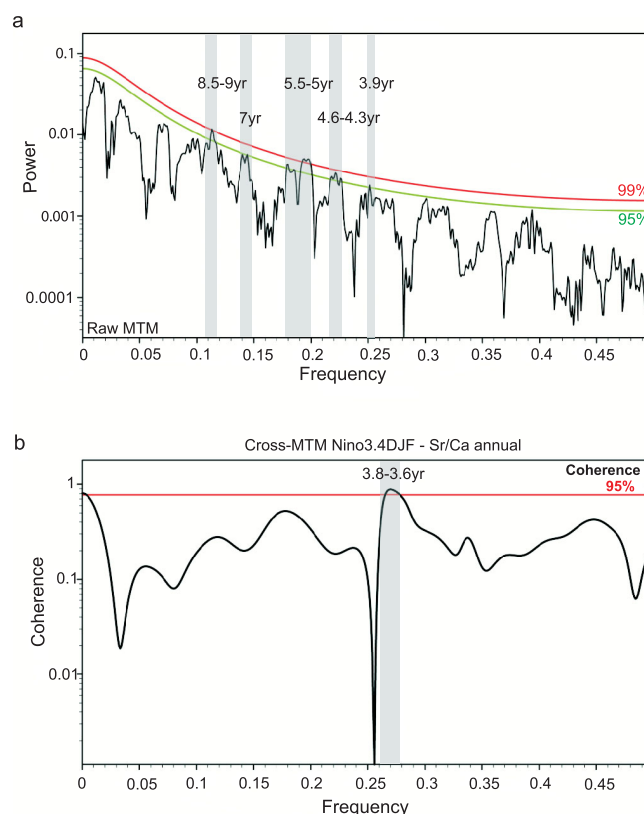 a
0.1
0.01
0.001
0.0001
Power
8.5-9yr
5.5-5yr
3.9yr
7yr
4.6-4.3yr
99%
95%
Raw MTM
0 0.05 0.1 0.15 0.2 0.25 0.3 0.35 0.4 0.45
Frequency
b
Cross-MTM Nino3.4DJF - Sr/Ca annual
3.8-3.6yr
Coherence
95%
1
0.1
0.01
Coherence
0 0.05 0.1 0.15 0.2 0.25 0.3 0.35 0.4 0.45
Frequency